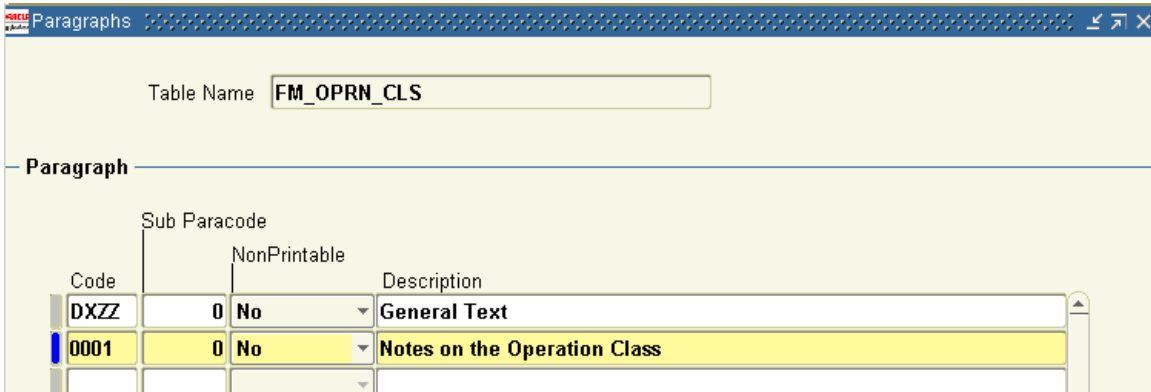 Paragraphs
Table Name FM_OPRN_CLS
Paragraph
Sub Paracode
NonPrintable
Code Description
DXZZ 0 No General Text
0001 0 No Notes on the Operation Class